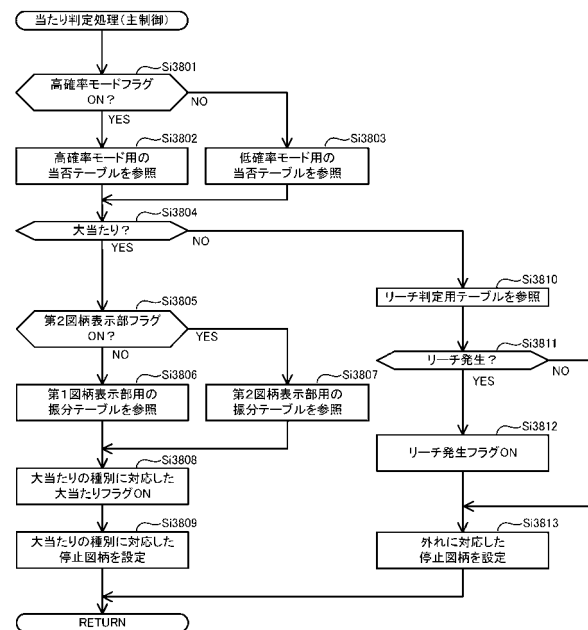 当たり判定処理(主制御)
Si3801
高確率モードフラグ
ON?
NO
YES
Si3802
高確率モード用の
当否テーブルを参照
Si3803
低確率モード用の
当否テーブルを参照
Si3804
大当たり?
NO
YES
Si3805
第2図柄表示部フラグ
ON?
YES
NO
Si3806
第1図柄表示部用の
振分テーブルを参照
Si3807
第2図柄表示部用の
振分テーブルを参照
Si3808
大当たりの種別に対応した
大当たりフラグON
Si3809
大当たりの種別に対応した
停止図柄を設定
Si3810
リーチ判定用テーブルを参照
Si3811
リーチ発生?
NO
YES
Si3812
リーチ発生フラグON
Si3813
外れに対応した
停止図柄を設定
RETURN